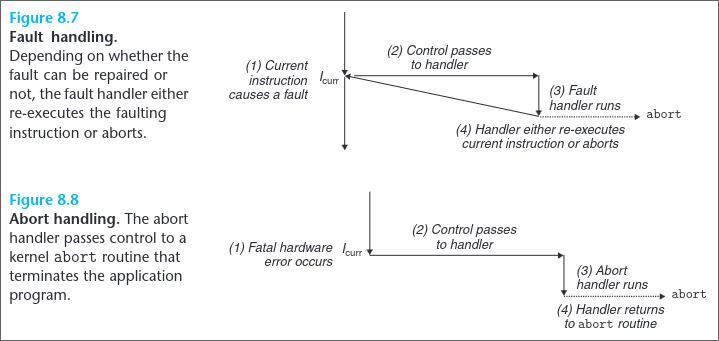 Figure 8.7
Fault handling.
Depending on whether the
fault can be repaired or
not, the fault handler either
re-executes the faulting
instruction or aborts.
(1) Current
instruction
causes a fault
Icurr
(2) Control passes
to handler
(3) Fault
handler runs
abort
(4) Handler either re-executes
current instruction or aborts
Figure 8.8
Abort handling. The abort
handler passes control to a
kernel abort routine that
terminates the application
program.
(1) Fatal hardware
error occurs
Icurr
(2) Control passes
to handler
(3) Abort
handler runs
abort
(4) Handler returns
to abort routine